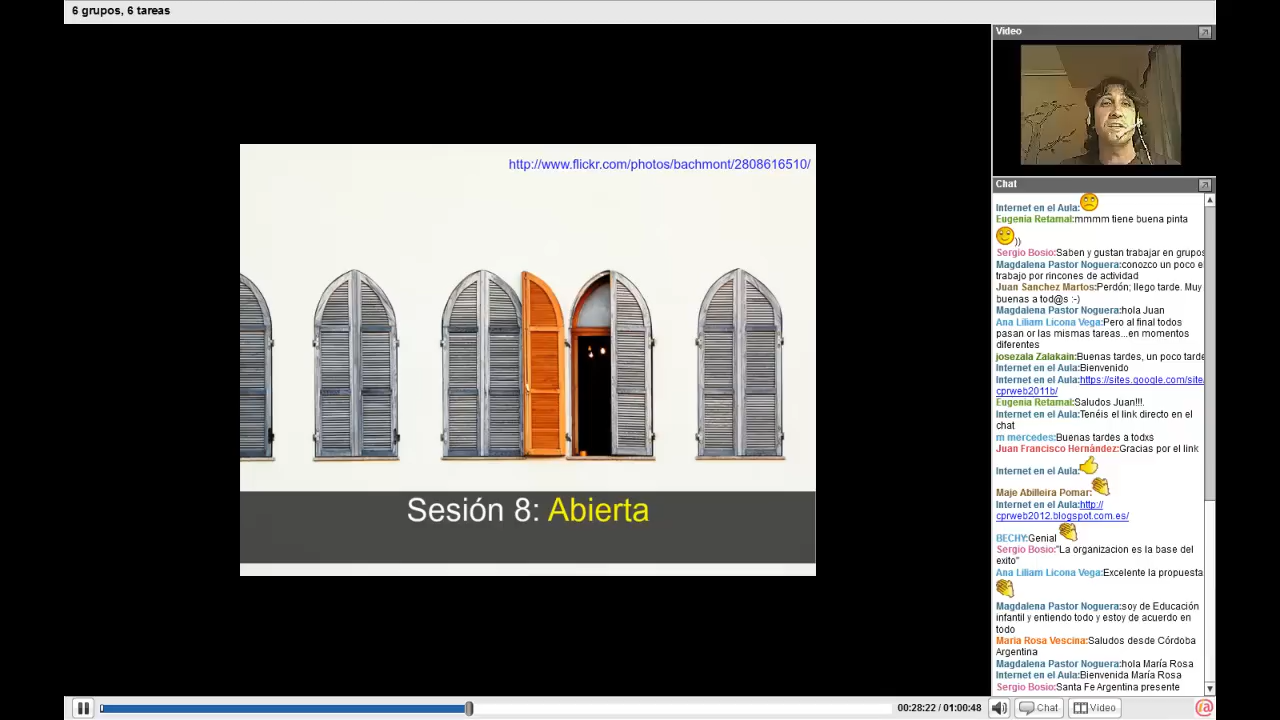 6 grupos, 6 tareas
http://www.flickr.com/photos/bachmont/2808616510/
Sesión 8: Abierta
Video
Chat
Internet en el Aula:
Eugenia Retamal:mmmm tiene buena pinta
))
Sergio Bosio:Saben y gustan trabajar en grupos
Magdalena Pastor Noguera:conozco un poco e
trabajo por rincones de actividad
Juan Sanchez Martos:Perdón; llego tarde. Muy
buenas a tod@s :-)
Magdalena Pastor Noguera:hola Juan
Ana Liliam Licona Vega:Pero al final todos
pasan or las mismas tareas...en momentos
diferentes
josezala Zalakain:Buenas tardes, un poco tarde
Internet en el Aula:Bienvenido
Internet en el Aula:https://sites.google.com/site/
cprweb2011b/
Eugenia Retamal:Saludos Juan!!!.
Internet en el Aula:Tenéis el link directo en el
chat
m mercedes:Buenas tardes a todxs
Juan Francisco Hernández:Gracias por el link
Internet en el Aula:
Maje Abilleira Pomar:
Internet en el Aula:http://
cprweb2012.blogspot.com.es/
BECHY:Genial
Sergio Bosio:"La organizacion es la base del
exito"
Ana Liliam Licona Vega:Excelente la propuesta
Magdalena Pastor Noguera:soy de Educación
infantil y entiendo todo y estoy de acuerdo en
todo
Maria Rosa Vescina:Saludos desde Córdoba
Argentina
Magdalena Pastor Noguera:hola María Rosa
Internet en el Aula:Bienvenida María Rosa
Sergio Bosio:Santa Fe Argentina presente
00:28:22 / 01:00:48
Chat
Video